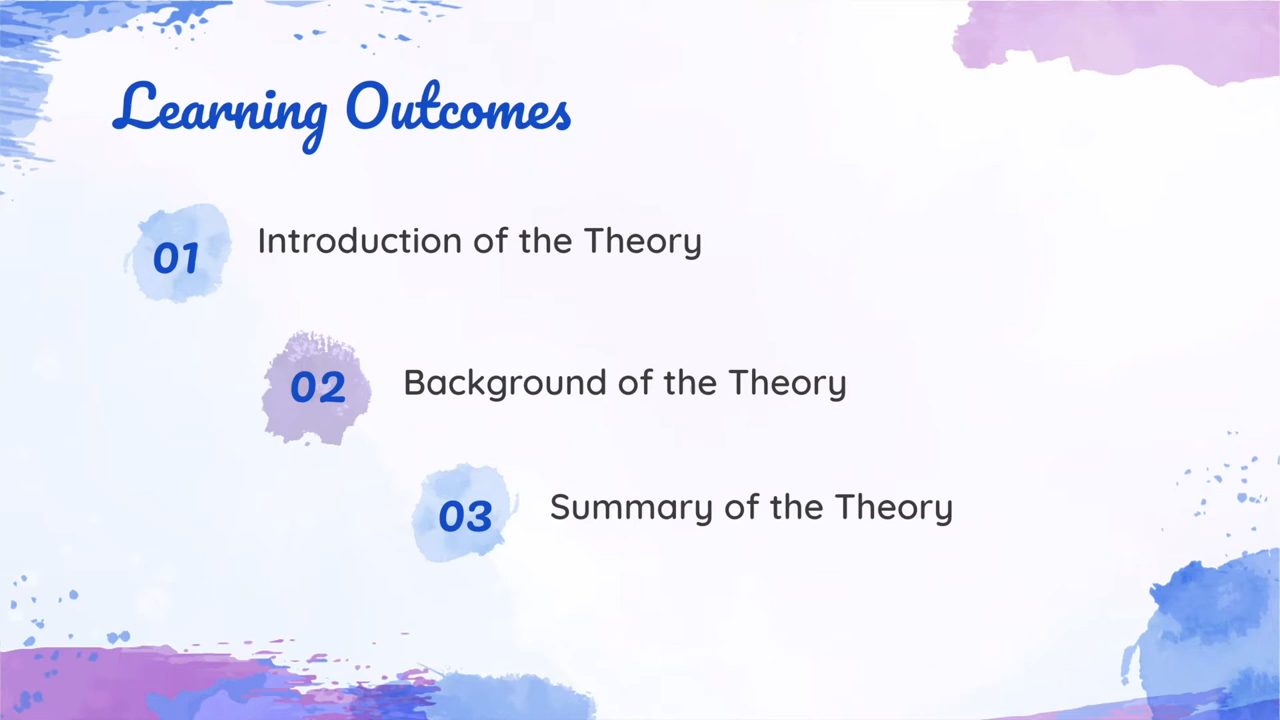 Learning Outcomes
01
Introduction of the Theory
02
Background of the Theory
03
Summary of the Theory